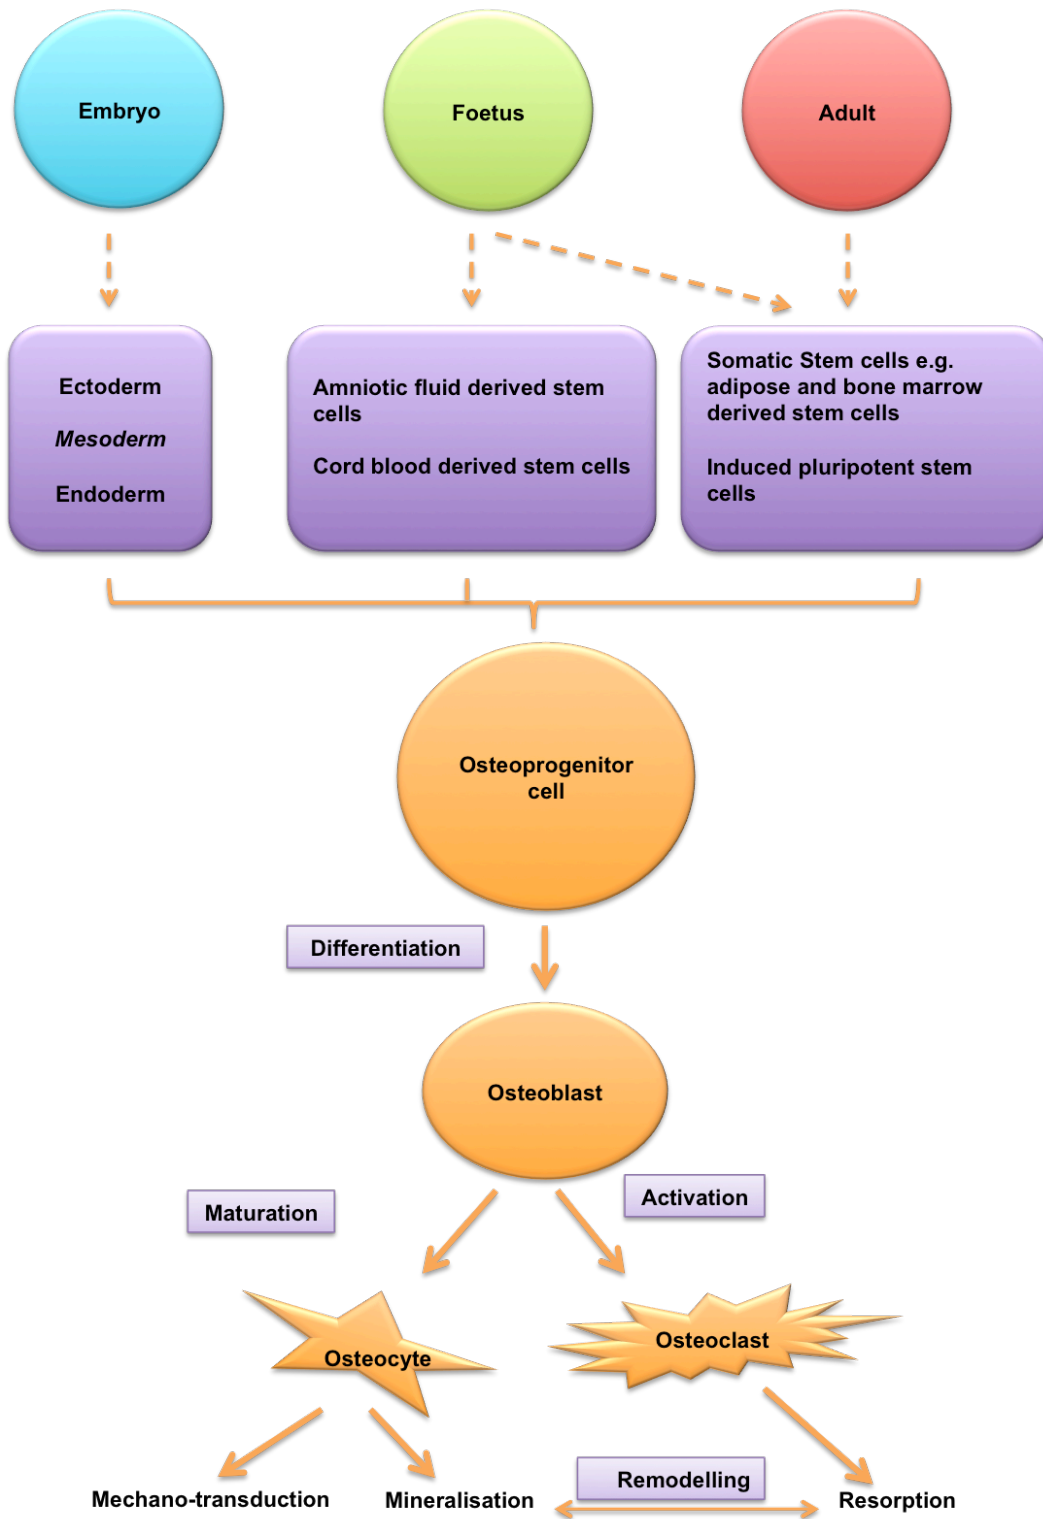 Embryo
Foetus
Adult
Ectoderm
Mesoderm
Endoderm
Amniotic fluid derived stem
cells
Cord blood derived stem cells
Somatic Stem cells e.g.
adipose and bone marrow
derived stem cells
Induced pluripotent stem
cells
Osteoprogenitor
cell
Differentiation
Osteoblast
Maturation
Activation
Osteocyte
Osteoclast
Mechano-transduction
Mineralisation
Remodelling
Resorption